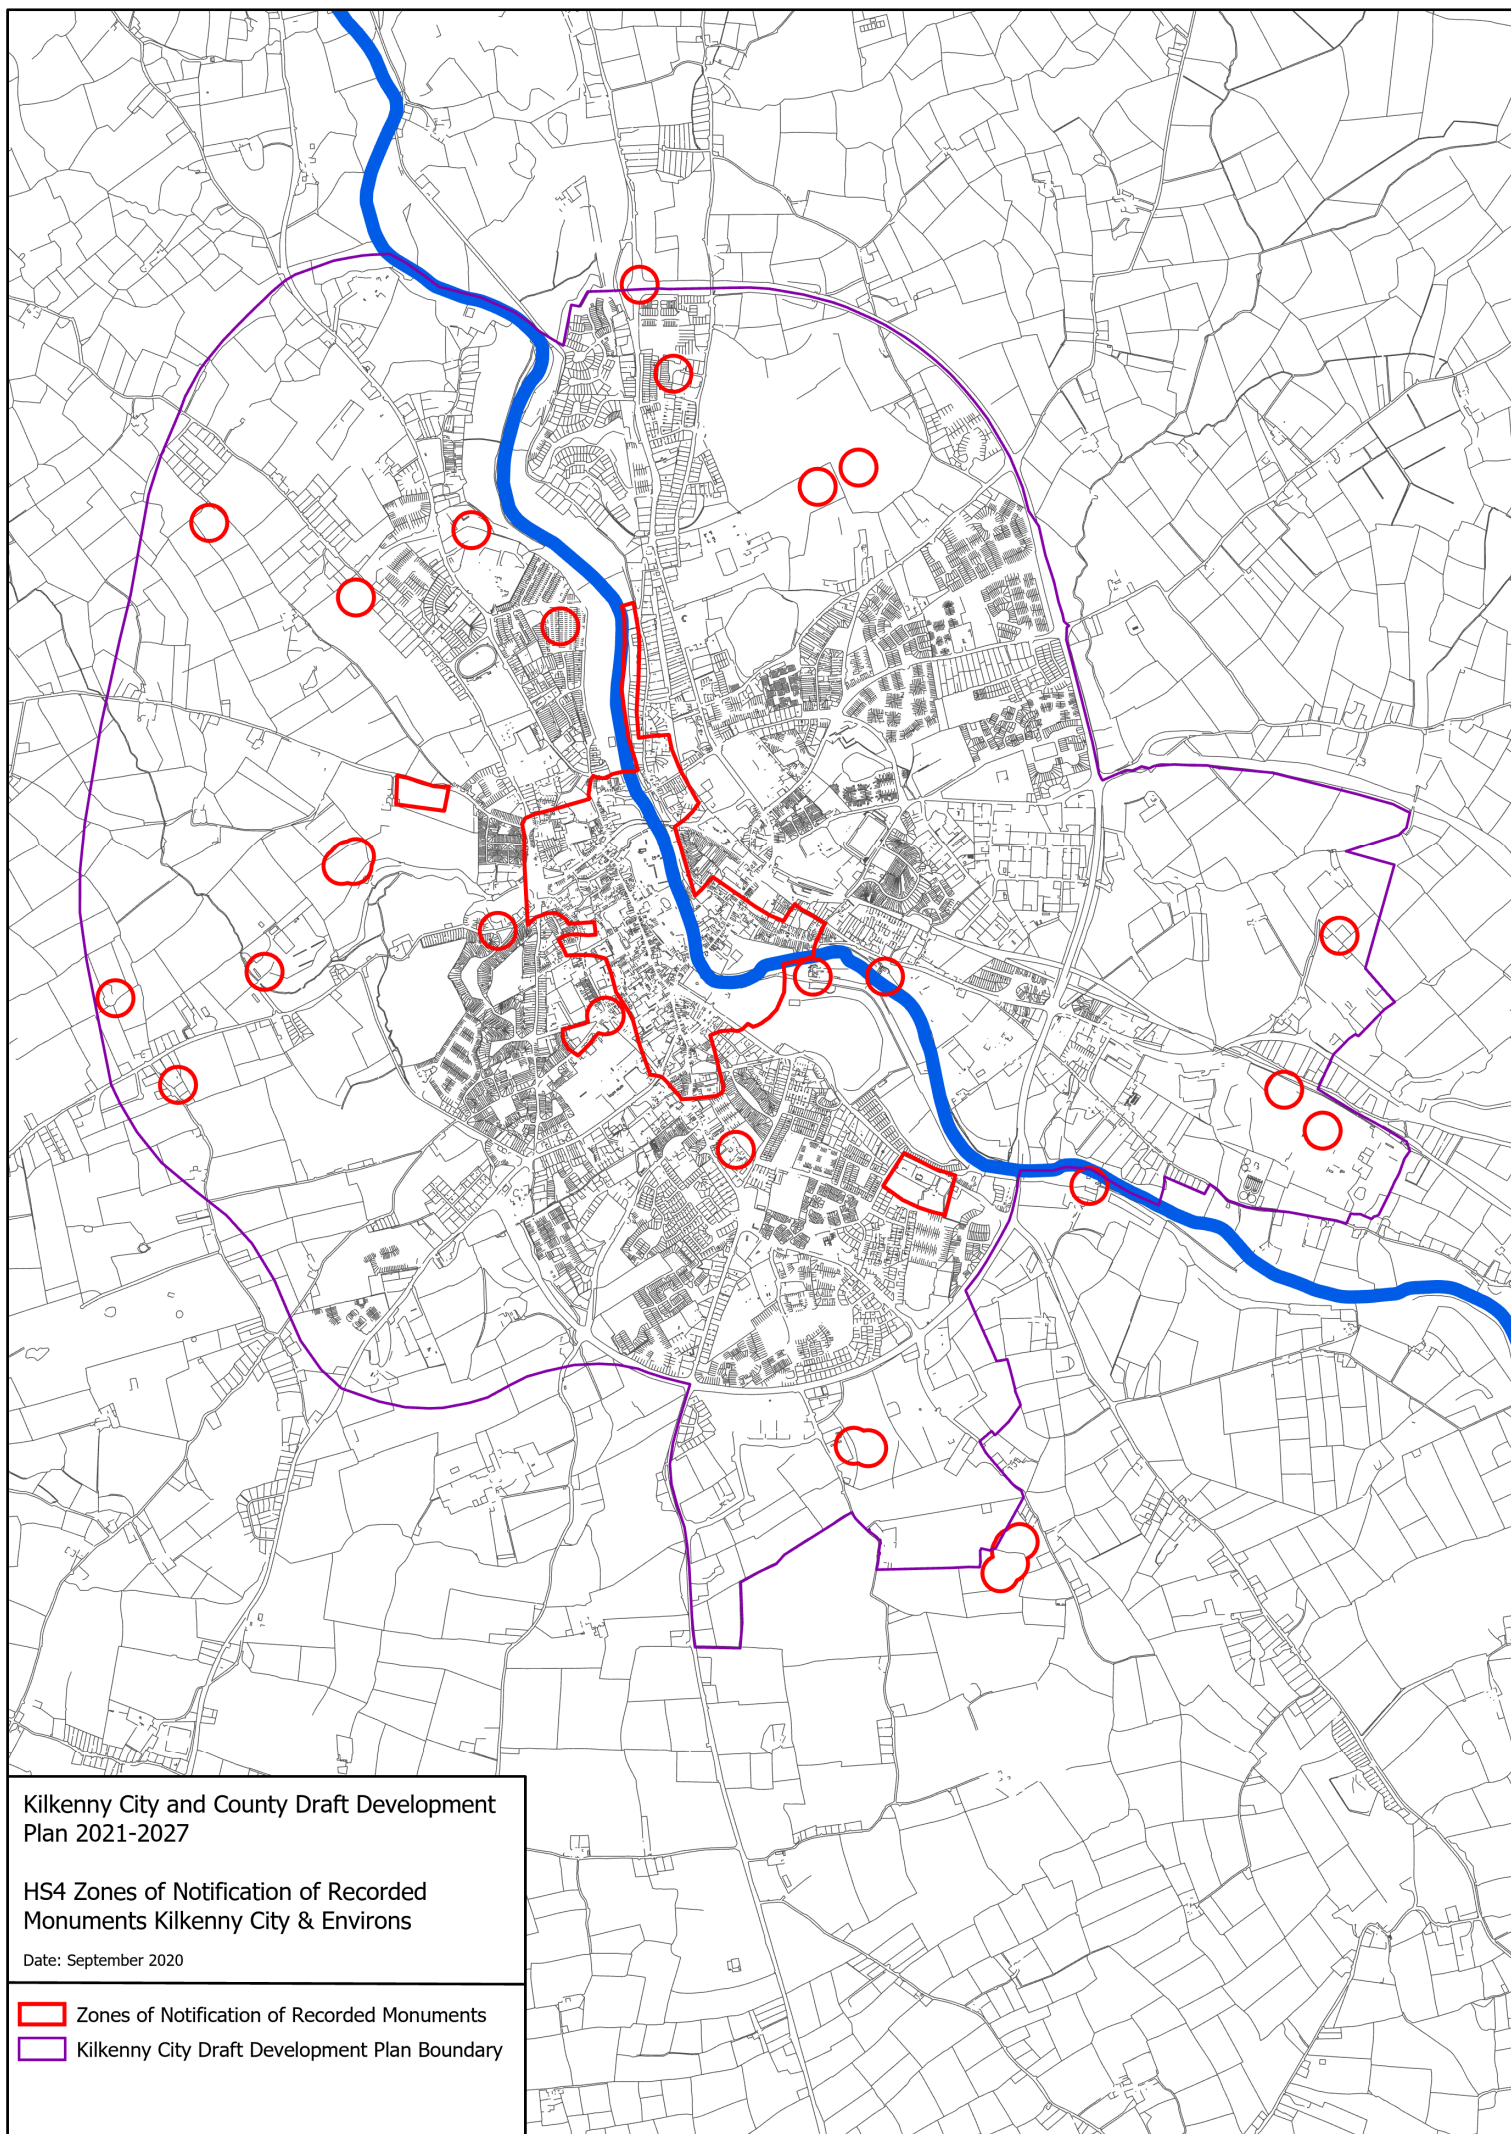 Kilkenny City and County Draft Development
Plan 2021-2027
HS4 Zones of Notification of Recorded
Monuments Kilkenny City & Environs
Date: September 2020
Zones of Notification of Recorded Monuments
Kilkenny City Draft Development Plan Boundary